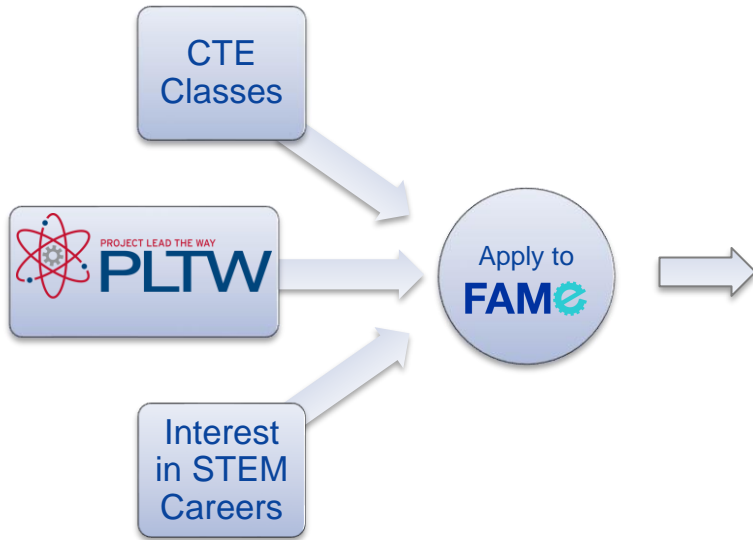 CTE
Classes
PROJECT LEAD THE WAY
PLTW
Apply to
FAMe
Interest
in STEM
Careers